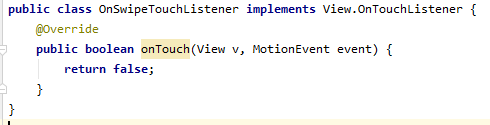 public class OnSwipeTouchListener implements View.OnTouchListener {
    @Override
    public boolean onTouch(View v, MotionEvent event) {
        return false;
    }
}